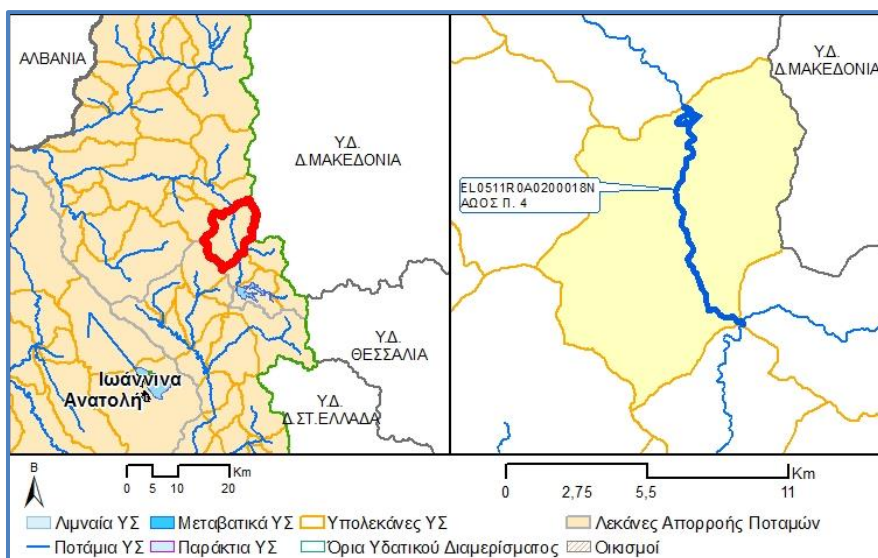 ΑΛΒΑΝΙΑ
Υ.Δ.
Δ.ΜΑΚΕΔΟΝΙΑ
Υ.Δ.
ΘΕΣΣΑΛΙΑ
Υ.Δ.
Δ.ΣΤ.ΕΛΛΑΔΑ
Ιωάννινα
Ανατολή
Υ.Δ.
Δ.ΜΑΚΕΔΟΝΙΑ
EL0511R0A0200018N
ΑΩΟΣ Π. 4
Β
Km
0 5 10 20
Km
0 2,75 5,5 11
Λιμναία ΥΣ Μεταβατικά ΥΣ Υπολεκάνες ΥΣ Λεκάνες Απορροής Ποταμών
Ποτάμια ΥΣ Παράκτια ΥΣ Όρια Υδατικού Διαμερίσματος Οικισμοί